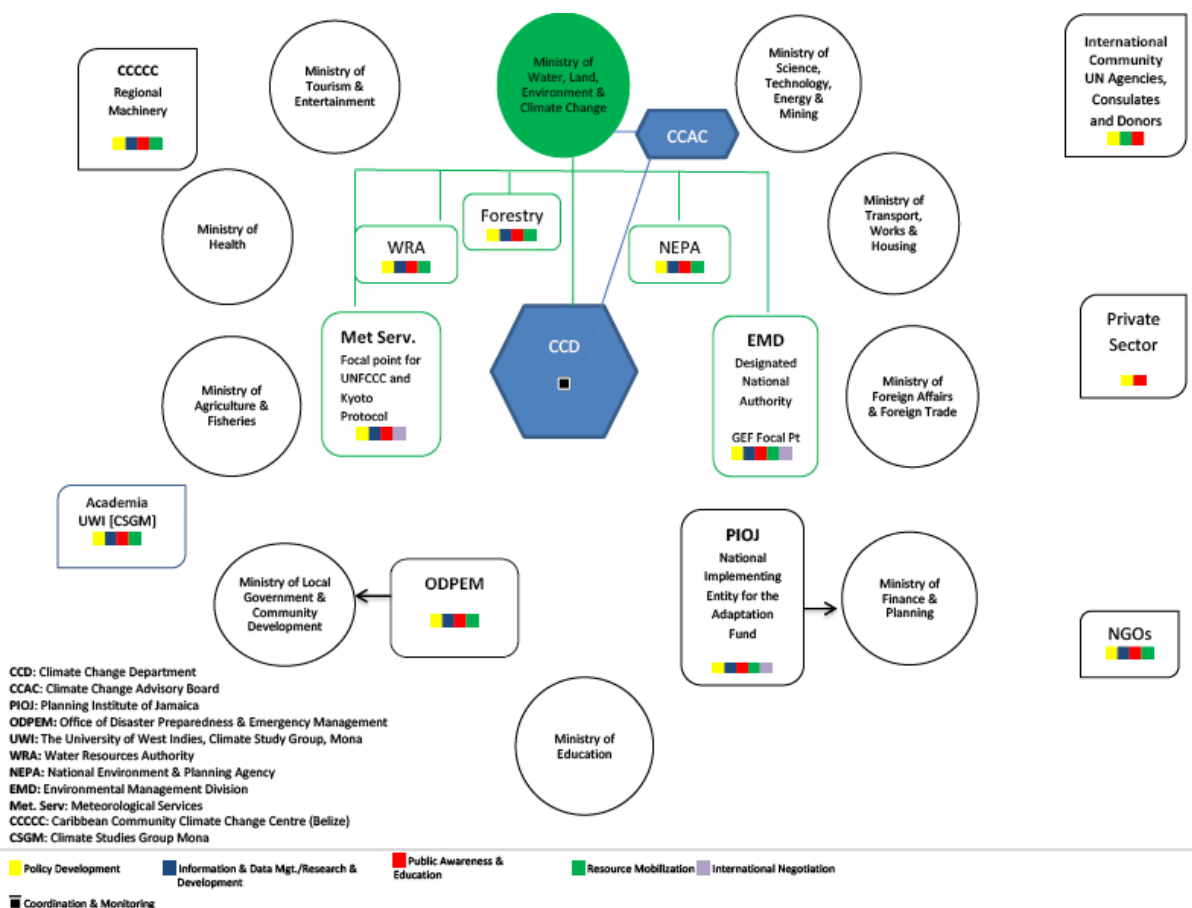 CCCCC
Regional
Machinery
Ministry of
Tourism &
Entertainment
Ministry of
Water, Land,
Environment &
Climate Change
CCAC
Ministry of
Science,
Technology,
Energy &
Mining
International
Community
UN Agencies,
Consulates
and Donors
Ministry of
Health
WRA
Forestry
NEPA
Ministry of
Transport,
Works &
Housing
Met Serv.
Focal point for
UNFCCC and
Kyoto
Protocol
CCD
EMD
Designated
National
Authority
GEF Focal Pt
Private
Sector
Ministry of
Agriculture &
Fisheries
Ministry of
Foreign Affairs
& Foreign Trade
Academia
UWI [CSGM]
Ministry of Local
Government &
Community
Development
ODPEM
PIOJ
National
Implementing
Entity for the
Adaptation
Fund
Ministry of
Finance &
Planning
NGOs
Ministry of
Education
CCD: Climate Change Department
CCAC: Climate Change Advisory Board
PIOJ: Planning Institute of Jamaica
ODPEM: Office of Disaster Preparedness & Emergency Management
UWI: The University of West Indies, Climate Study Group, Mona
WRA: Water Resources Authority
NEPA: National Environment & Planning Agency
EMD: Environmental Management Division
Met. Serv: Meteorological Services
CCCCC: Caribbean Community Climate Change Centre (Belize)
CSGM: Climate Studies Group Mona
Policy Development
Information & Data Mgt./Research &
Development
Public Awareness &
Education
Resource Mobilization
International Negotiation
Coordination & Monitoring